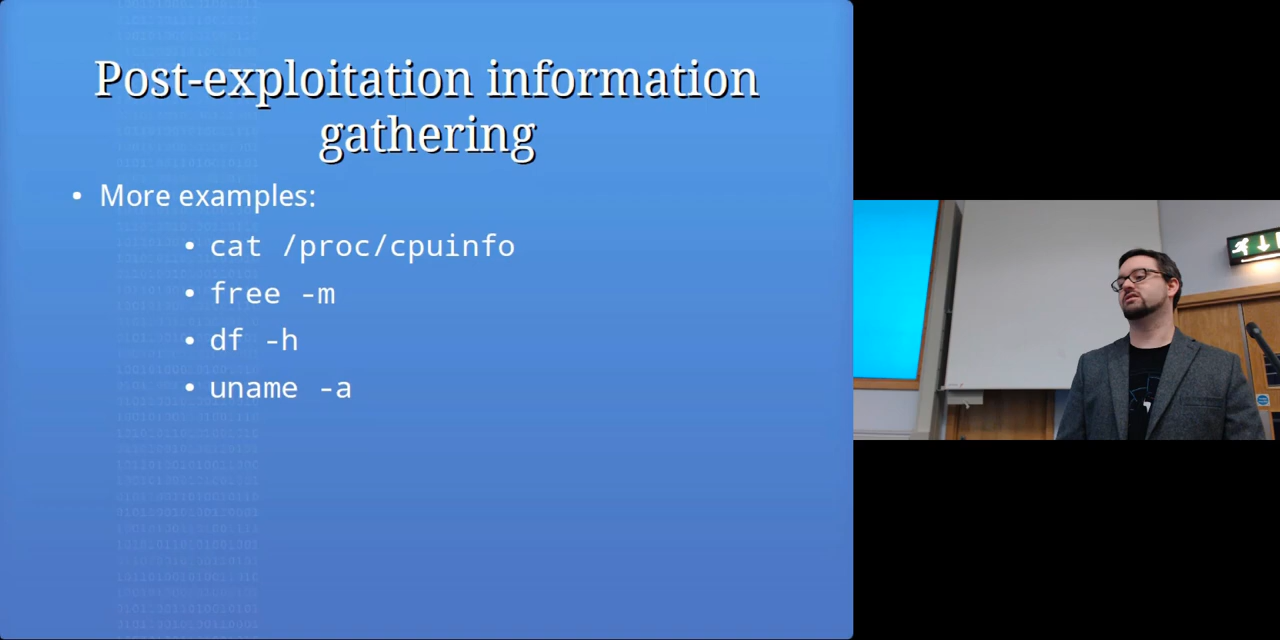 Post-exploitation information
gathering
• More examples:
• cat /proc/cpuinfo
• free -m
• df -h
• uname -a